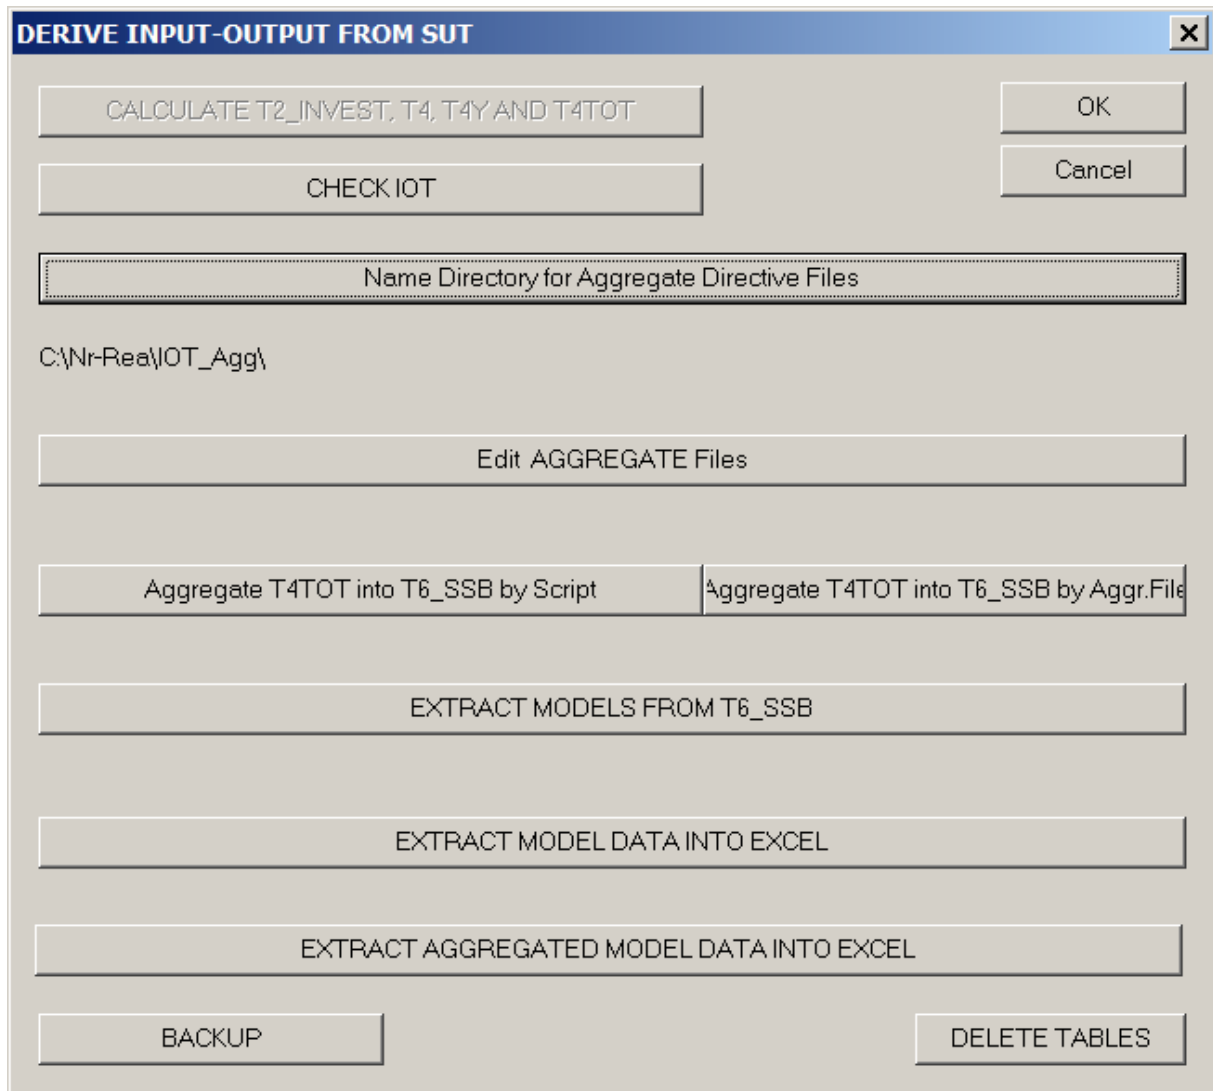 DERIVE INPUT-OUTPUT FROM SUT
CALCULATE T2_INVEST, T4, T4Y AND T4TOT
OK
CHECK IOT
Cancel
Name Directory for Aggregate Directive Files
C:\Nr-Rea\IOT_Agg\
Edit AGGREGATE Files
Aggregate T4TOT into T6_SSB by Script
Aggregate T4TOT into T6_SSB by Aggr.File
EXTRACT MODELS FROM T6_SSB
EXTRACT MODEL DATA INTO EXCEL
EXTRACT AGGREGATED MODEL DATA INTO EXCEL
BACKUP
DELETE TABLES